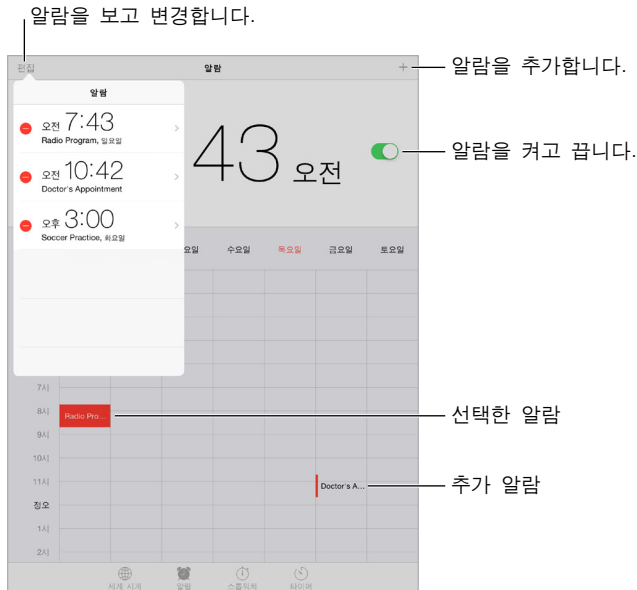 알람을 보고 변경합니다.
편집
알람
+
알람을 추가합니다.
알람
오전 7:43
Radio Program, 일요일
오전 10:42
Doctor's Appointment
오후 3:00
Soccer Practice, 화요일
43 오전
알람을 켜고 끕니다.
요일 수요일 목요일 금요일 토요일
7시
8시
Radio Pro...
선택한 알람
9시
10시
11시
Doctor's A...
추가 알람
정오
1시
2시
세계 시계 알람 스톱워치 타이머